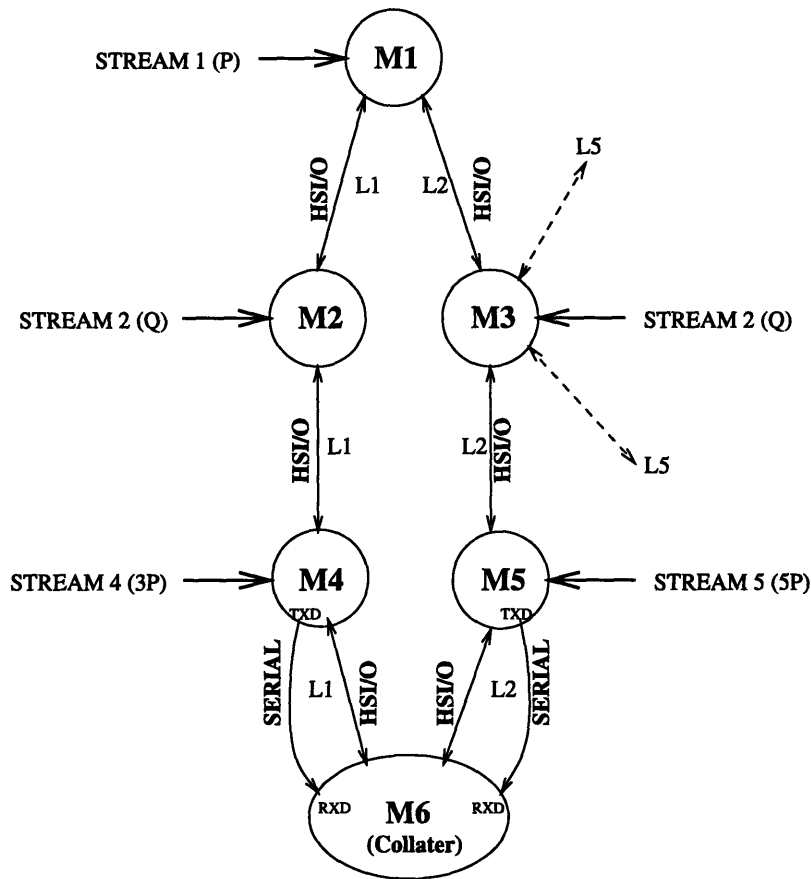 STREAM 1 (P)
M1
HSI/O
L1
L2
HSI/O
L5
STREAM 2 (Q)
M2
M3
STREAM 2 (Q)
HSI/O
L1
L2
HSI/O
L5
STREAM 4 (3P)
M4
M5
STREAM 5 (5P)
TXD
TXD
SERIAL
L1
HSI/O
HSI/O
L2
SERIAL
RXD
M6
RXD
(Collater)